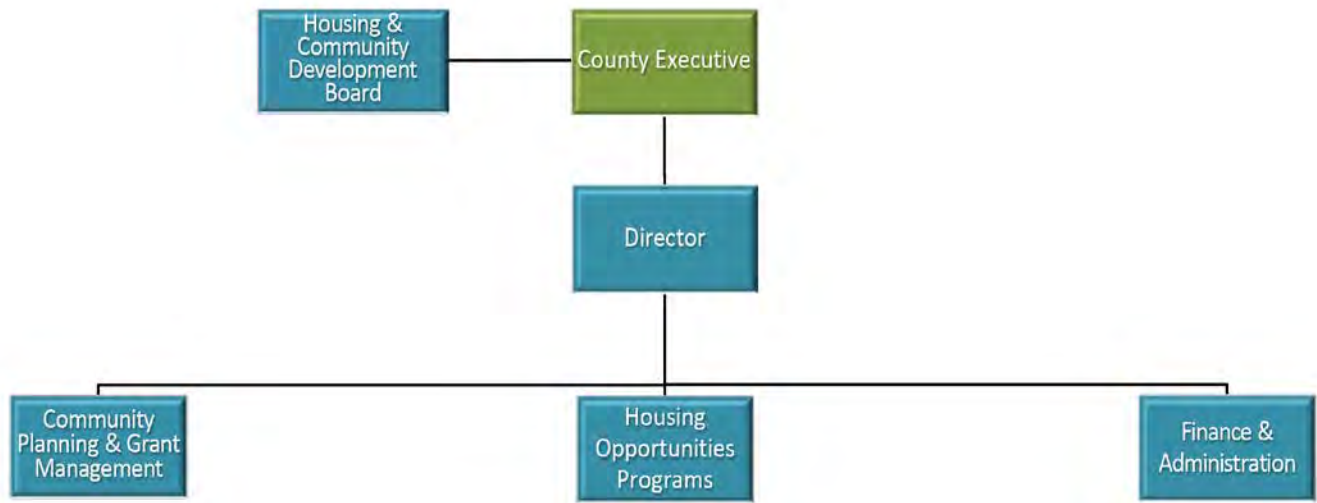 Housing &
Community
Development
Board
County Executive
Director
Community
Planning & Grant
Management
Housing
Opportunities
Programs
Finance &
Administration